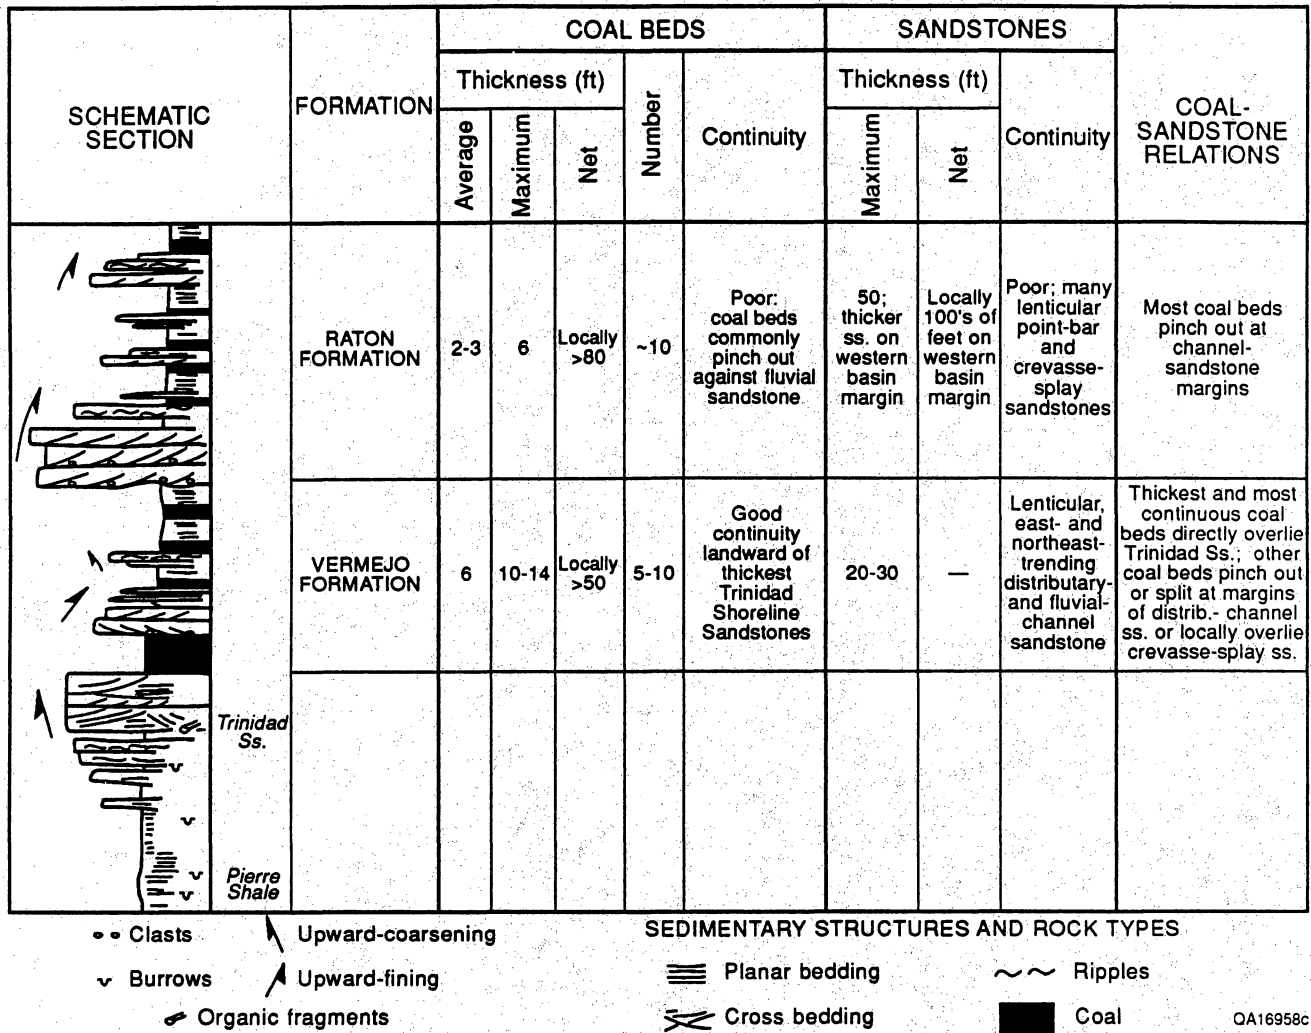 SCHEMATIC
SECTION
FORMATION
COAL BEDS
Thickness (ft)
Average
Maximum
Net
Number
Continuity
SANDSTONES
Thickness (ft)
Maximum
Net
Continuity
COAL-
SANDSTONE
RELATIONS
RATON
FORMATION
2-3
6
Locally
>80
~10
Poor:
coal beds
commonly
pinch out
against fluvial
sandstone
50;
thicker
ss. on
western
basin
margin
Locally
100's of
feet on
western
basin
margin
Poor; many
lenticular
point-bar
and
crevasse-
splay
sandstones
Most coal beds
pinch out at
channel-
sandstone
margins
VERMEJO
FORMATION
6
10-14
Locally
>50
5-10
Good
continuity
landward of
thickest
Trinidad
Shoreline
Sandstones
20-30
—
Lenticular,
east- and
northeast-
trending
distributary-
and fluvial-
channel
sandstone
Thickest and most
continuous coal
beds directly overlie
Trinidad Ss.; other
coal beds pinch out
or split at margins
of distrib.- channel
ss. or locally overlie
crevasse-splay ss.
Trinidad
Ss.
Pierre
Shale
Clasts
Upward-coarsening
Burrows
Upward-fining
Organic fragments
SEDIMENTARY STRUCTURES AND ROCK TYPES
Planar bedding
Ripples
Cross bedding
Coal
QA16958c